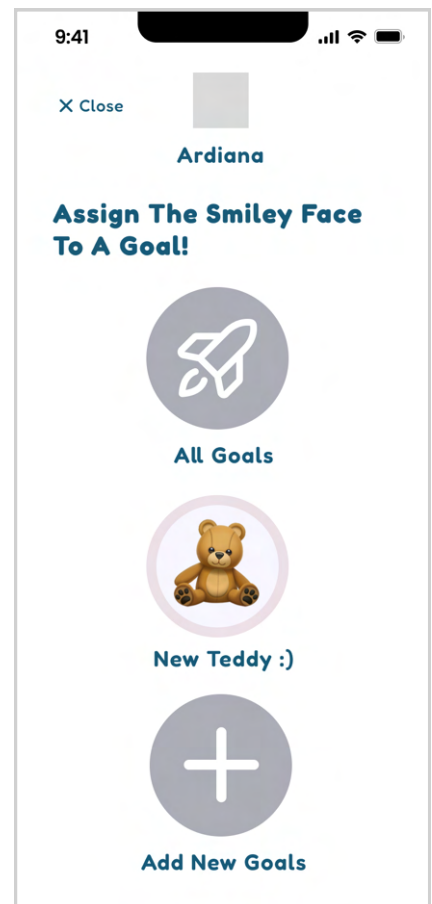 9:41
Close
Ardiana
Assign The Smiley Face
To A Goal!
All Goals
New Teddy :)
Add New Goals